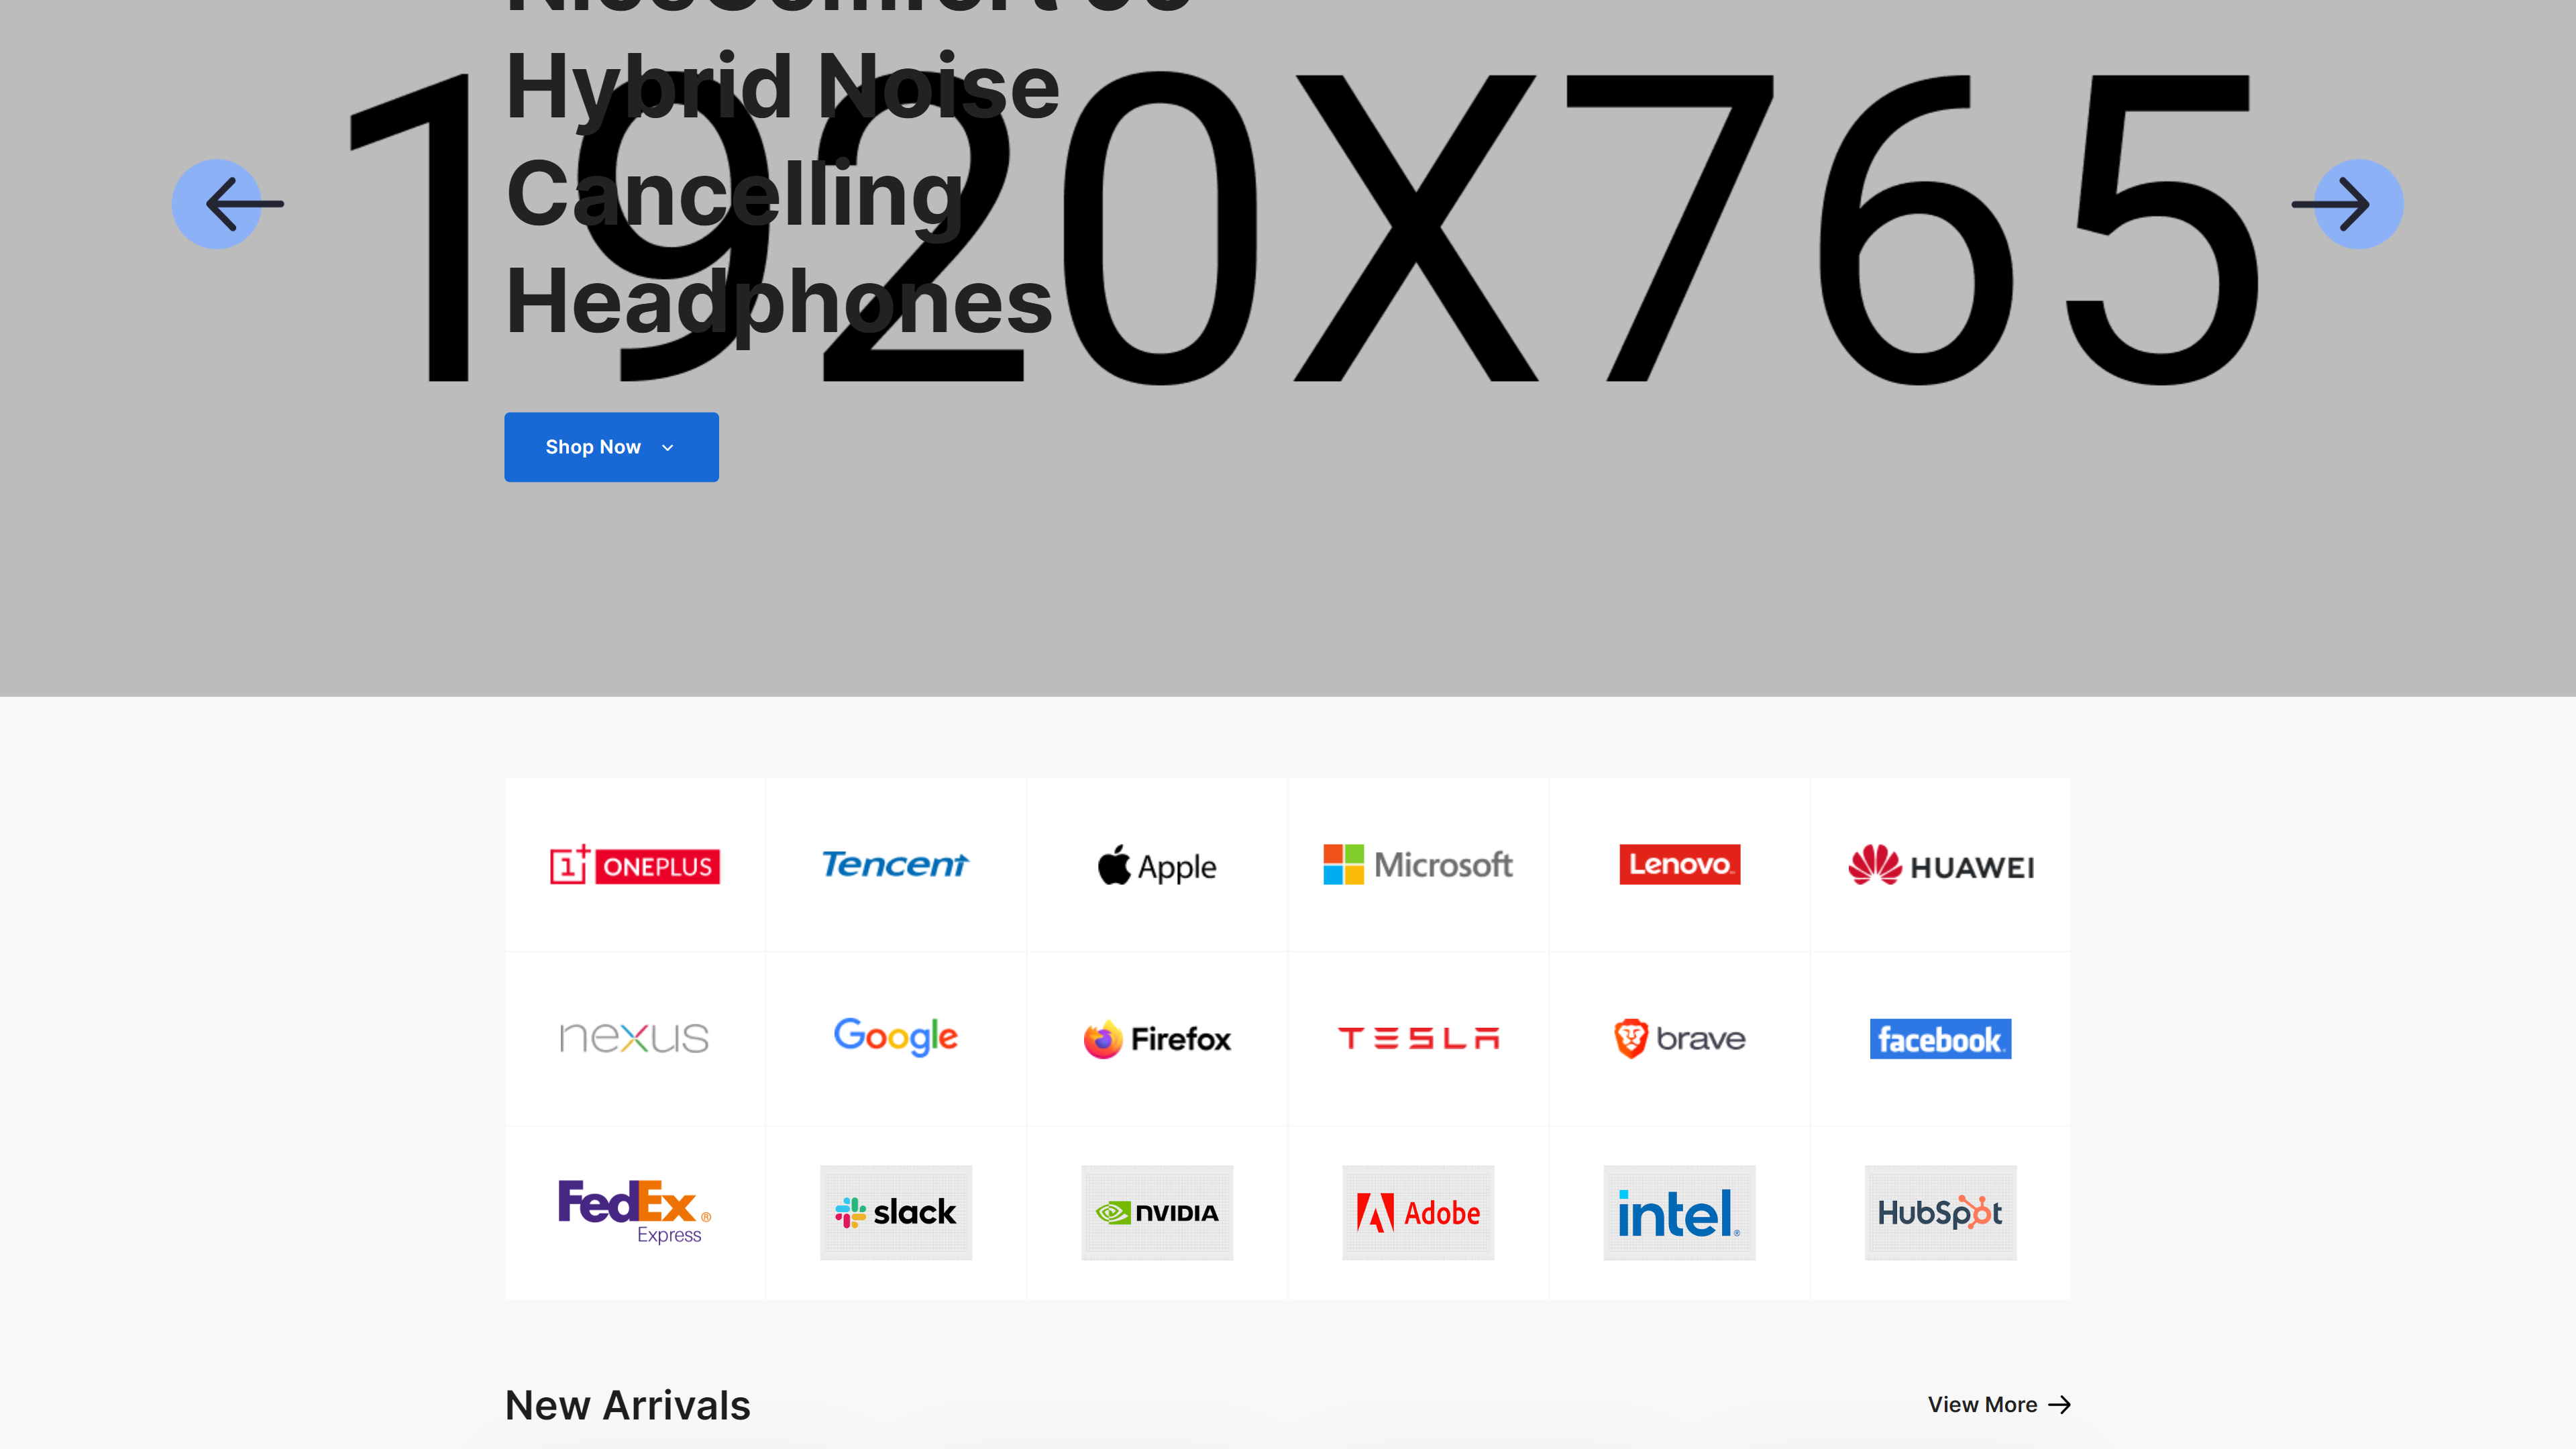 Hybrid Noise
Cancelling
Headphones
1920X765
Shop Now
1+ ONEPLUS
Tencent
Apple
Microsoft
Lenovo
HUAWEI
nexus
Google
Firefox
TESLA
brave
facebook
FedEx ®
Express
slack
NVIDIA
Adobe
intel®
HubSpot
New Arrivals
View More